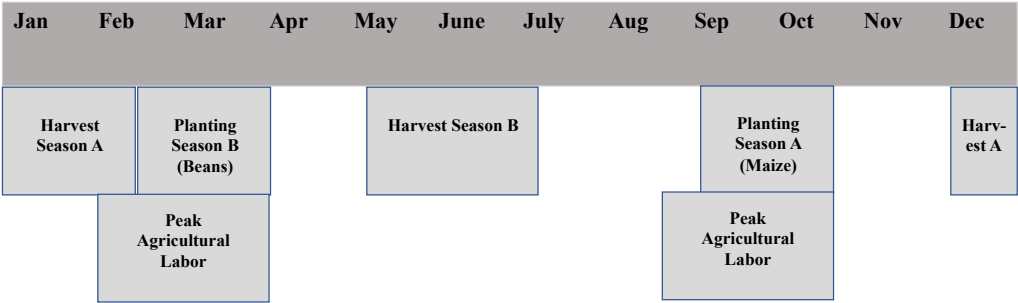 Jan Feb Mar Apr May June July Aug Sep Oct Nov Dec
Harvest
Season A
Planting
Season B
(Beans)
Harvest Season B
Planting
Season A
(Maize)
Harv-
est A
Peak
Agricultural
Labor
Peak
Agricultural
Labor